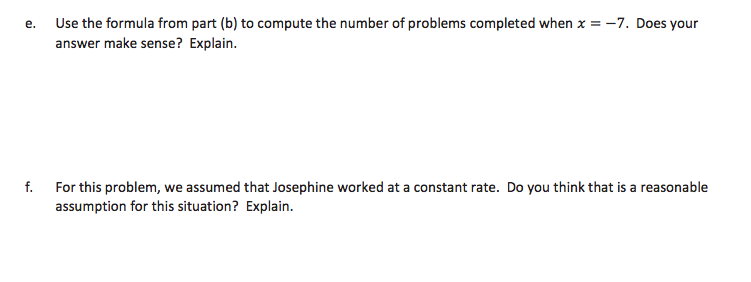 e. Use the formula from part (b) to compute the number of problems completed when x = −7. Does your
answer make sense? Explain.
f. For this problem, we assumed that Josephine worked at a constant rate. Do you think that is a reasonable
assumption for this situation? Explain.